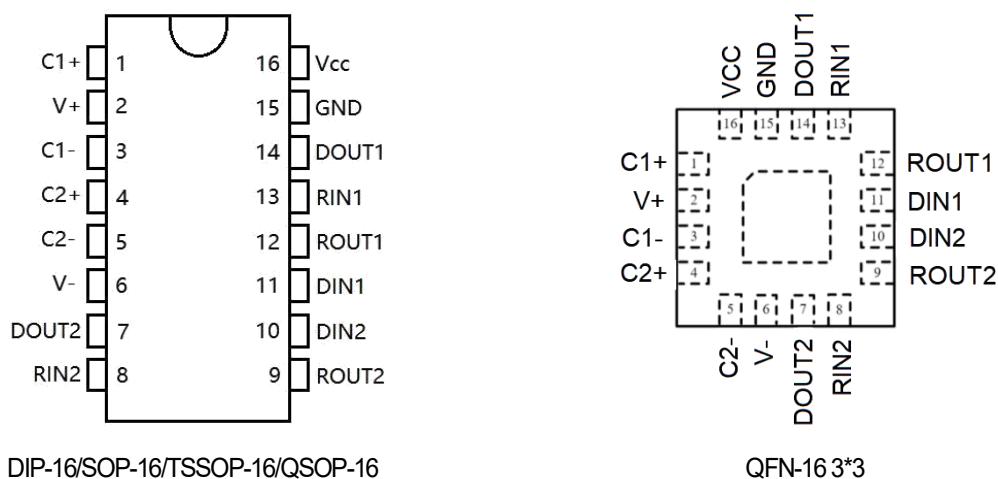 C1+ 1 16 Vcc
V+ 2 15 GND
C1- 3 14 DOUT1
C2+ 4 13 RIN1
C2- 5 12 ROUT1
V- 6 11 DIN1
DOUT2 7 10 DIN2
RIN2 8 9 ROUT2
DIP-16/SOP-16/TSSOP-16/QSOP-16
VCC GND DOUT1 RIN1
16 15 14 13
C1+ 1 12 ROUT1
V+ 2 11 DIN1
C1- 3 10 DIN2
C2+ 4 9 ROUT2
5 6 7 8
C2- V- DOUT2 RIN2
QFN-16 3*3